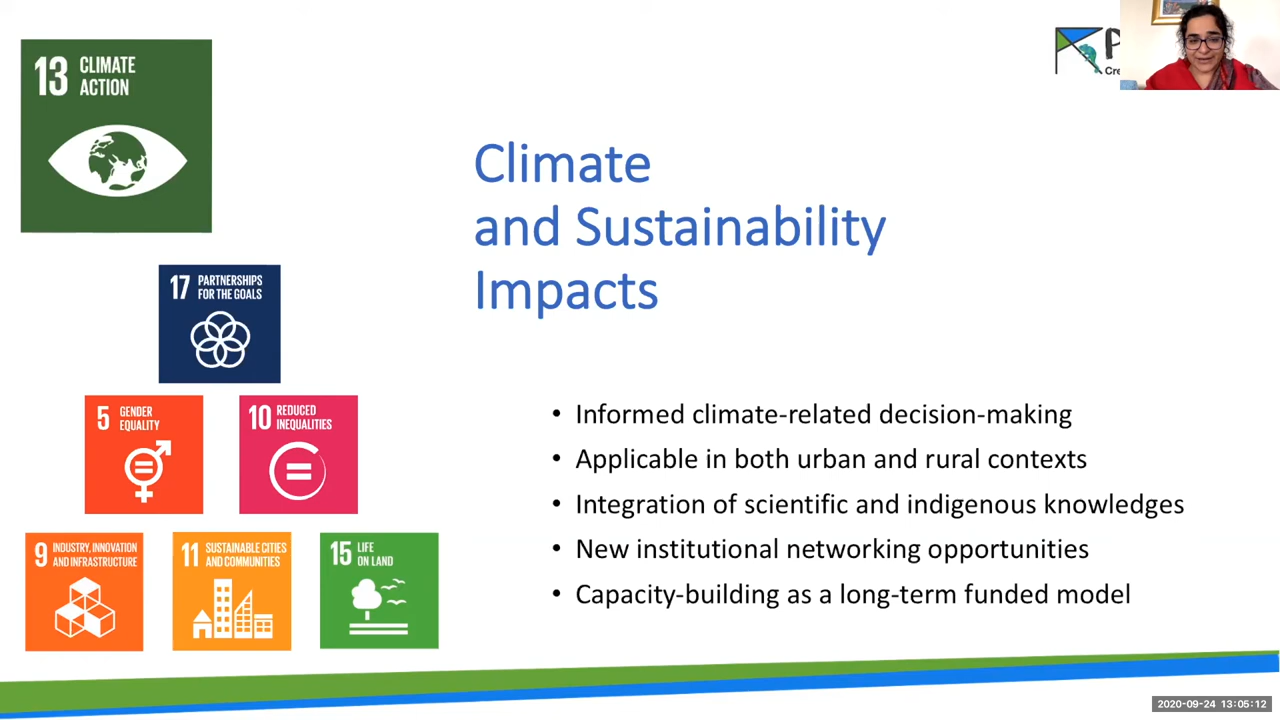 13 CLIMATE
ACTION
Climate
and Sustainability
Impacts
17 PARTNERSHIPS
FOR THE GOALS
5 GENDER
EQUALITY
10 REDUCED
INEQUALITIES
9 INDUSTRY, INNOVATION
AND INFRASTRUCTURE
11 SUSTAINABLE CITIES
AND COMMUNITIES
15 LIFE
ON LAND
• Informed climate-related decision-making
• Applicable in both urban and rural contexts
• Integration of scientific and indigenous knowledges
• New institutional networking opportunities
• Capacity-building as a long-term funded model
2020-09-24 13:05:12